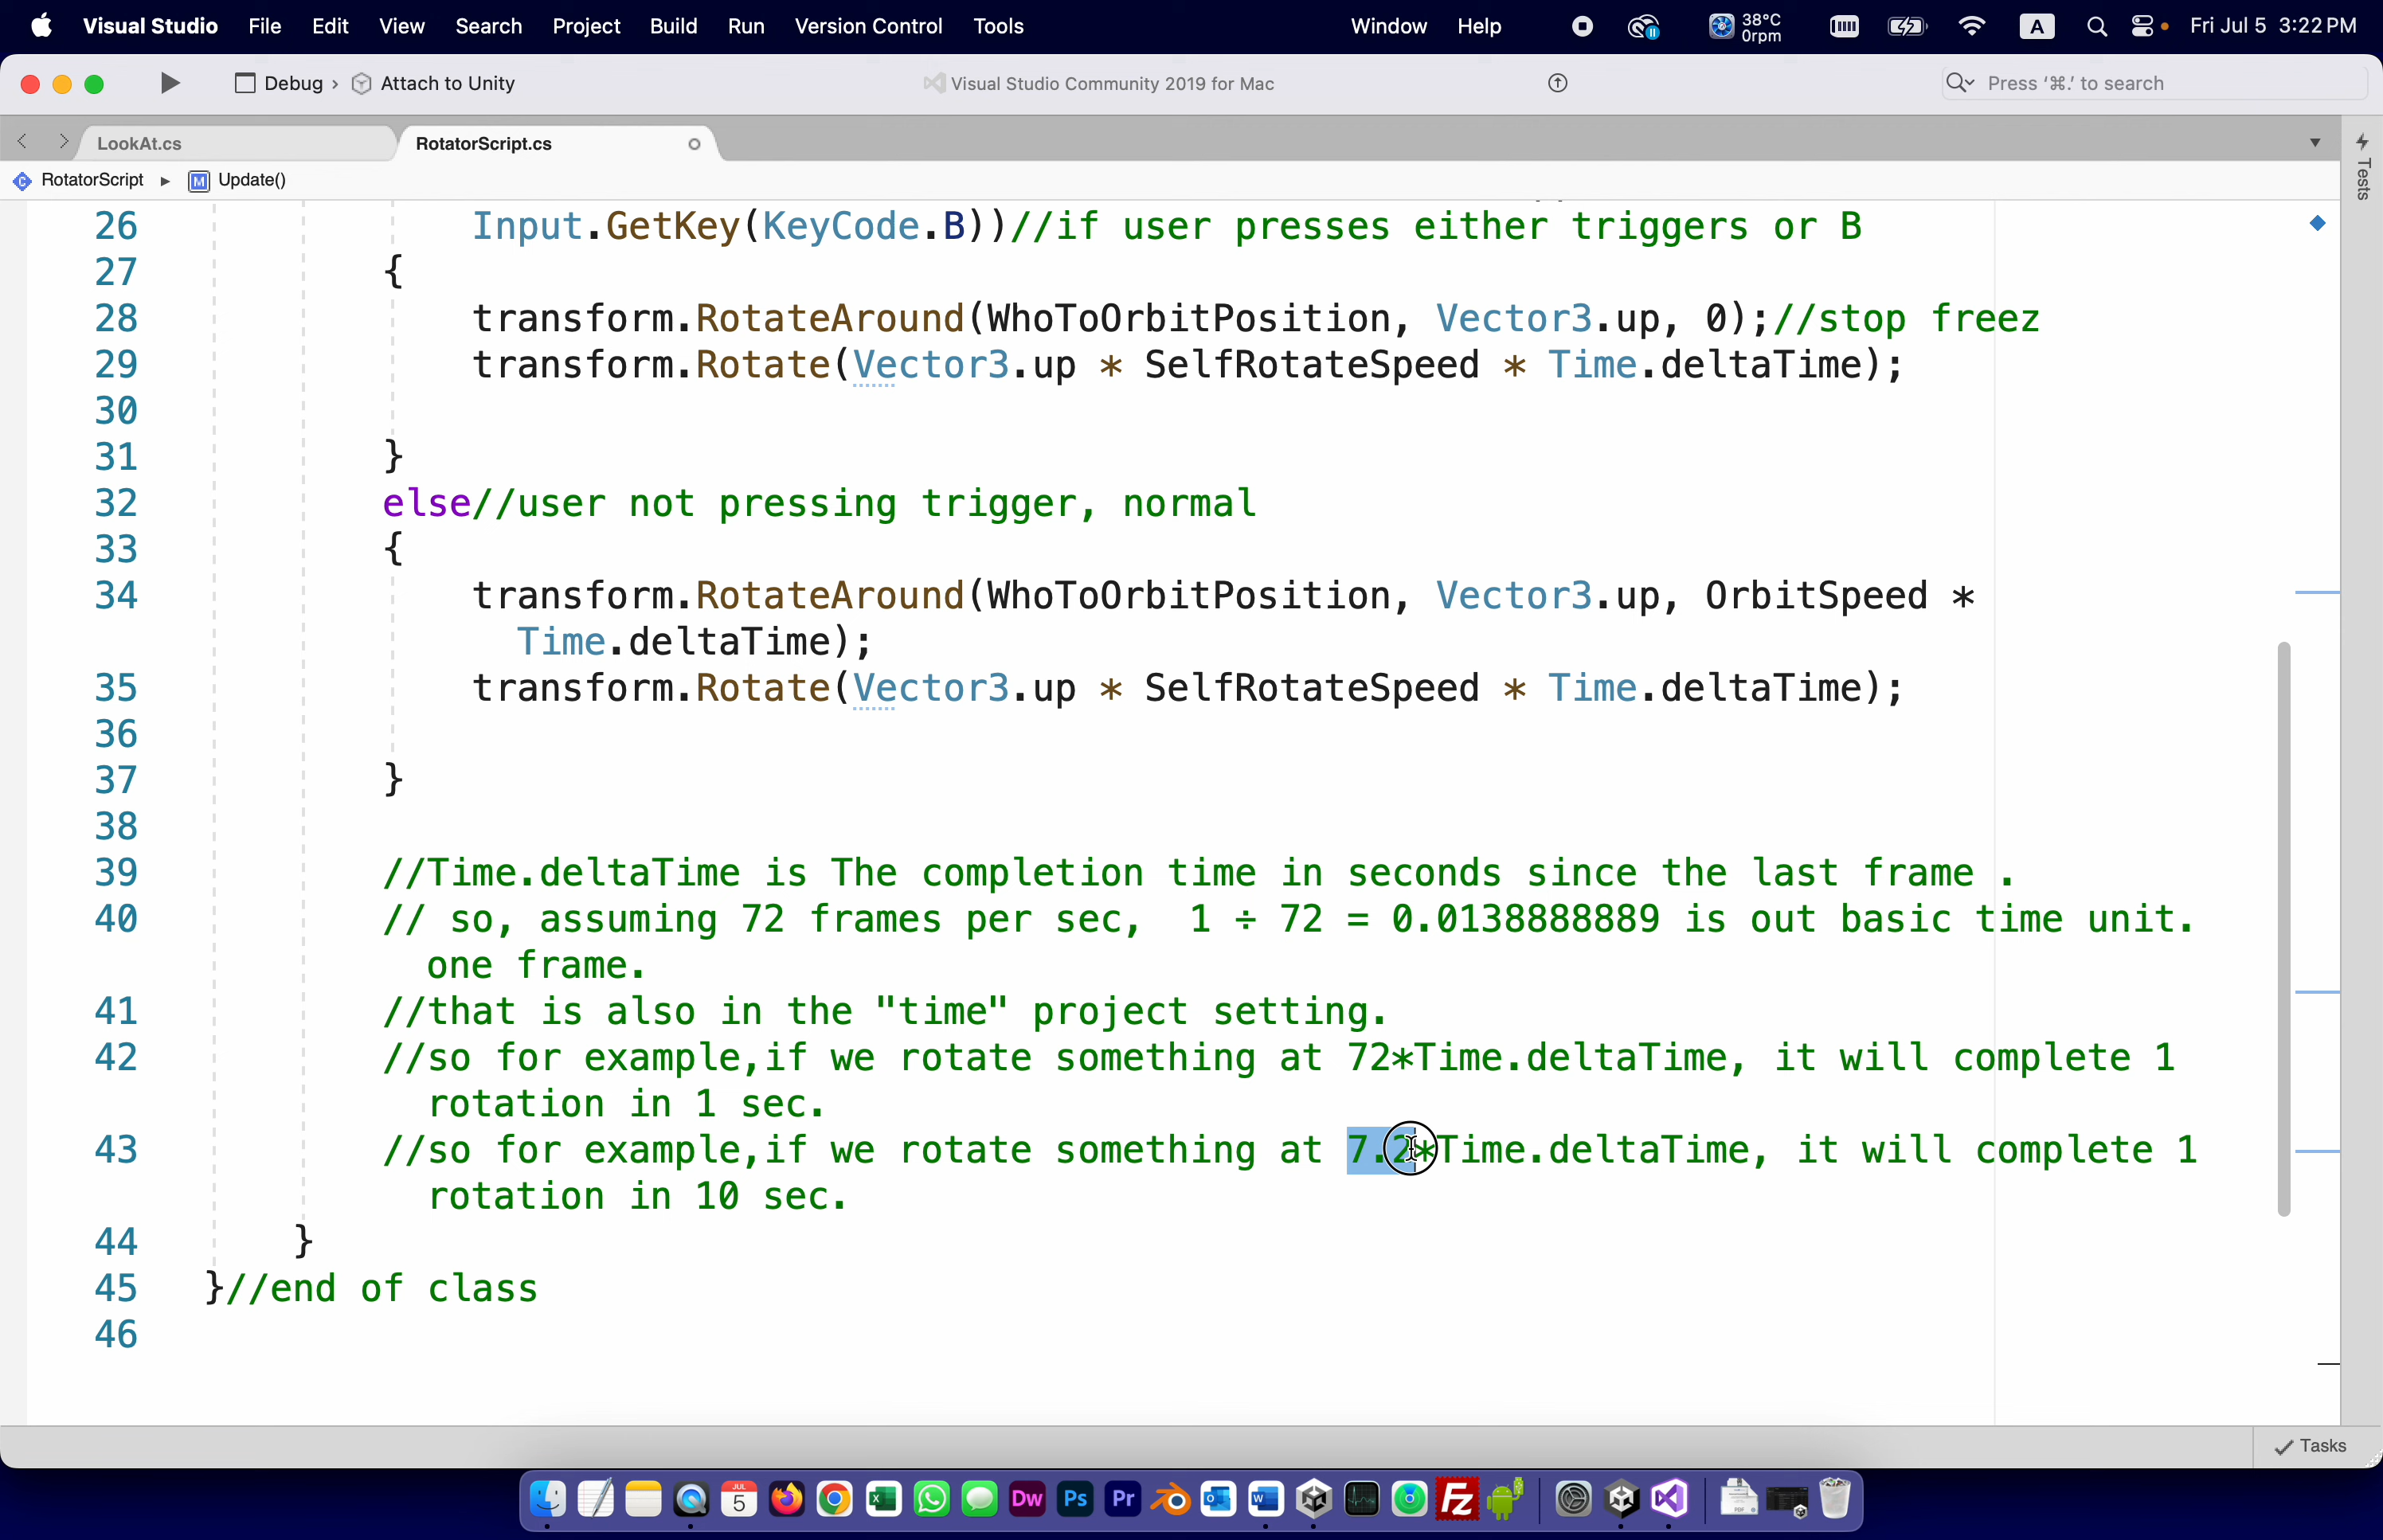 Visual Studio File Edit View Search Project Build Run Version Control Tools Window Help 38°C 0rpm A Fri Jul 5 3:22 PM
Debug › Attach to Unity Visual Studio Community 2019 for Mac Press ‘⌘.’ to search
LookAt.cs RotatorScript.cs
Tests
RotatorScript ▸ M Update()
26 Input.GetKey(KeyCode.B))//if user presses either triggers or B
27 {
28 transform.RotateAround(WhoToOrbitPosition, Vector3.up, 0);//stop freez
29 transform.Rotate(Vector3.up * SelfRotateSpeed * Time.deltaTime);
30
31 }
32 else//user not pressing trigger, normal
33 {
34 transform.RotateAround(WhoToOrbitPosition, Vector3.up, OrbitSpeed *
Time.deltaTime);
35 transform.Rotate(Vector3.up * SelfRotateSpeed * Time.deltaTime);
36
37 }
38
39 //Time.deltaTime is The completion time in seconds since the last frame .
40 // so, assuming 72 frames per sec,  1 ÷ 72 = 0.0138888889 is out basic time unit.
one frame.
41 //that is also in the "time" project setting.
42 //so for example,if we rotate something at 72*Time.deltaTime, it will complete 1
rotation in 1 sec.
43 //so for example,if we rotate something at 7.2*Time.deltaTime, it will complete 1
rotation in 10 sec.
44 }
45 }//end of class
46
Tasks
JUL
5 Dw Ps Pr W Fz